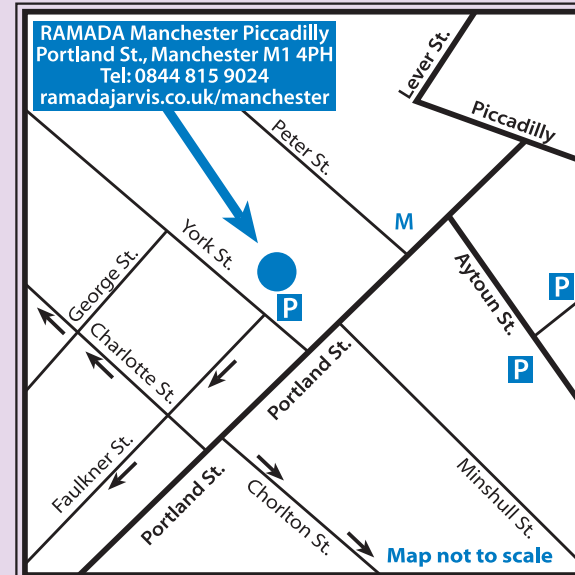 RAMADA Manchester Piccadilly
Portland St., Manchester M1 4PH
Tel: 0844 815 9024
ramadajarvis.co.uk/manchester
Lever St.
Piccadilly
Peter St.
M
York St.
George St.
P
Aytoun St.
P
Charlotte St.
Portland St.
P
Faulkner St.
Portland St.
Chorlton St.
Minshull St.
Map not to scale